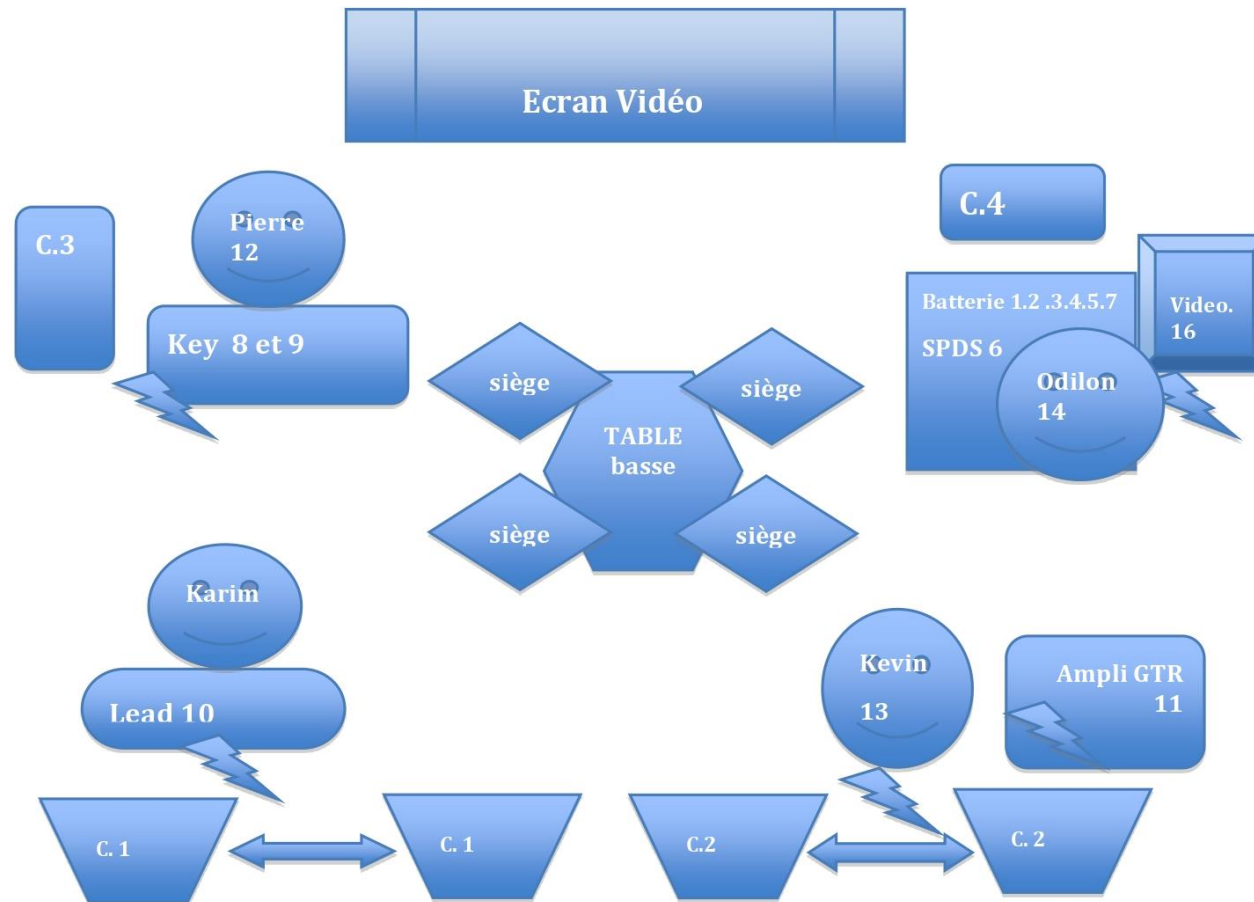 Ecran Vidéo
C.3
Pierre
12
Key  8 et 9
C.4
Batterie 1.2 .3.4.5.7
SPDS 6
Video.
16
Odilon
14
siège
siège
TABLE
basse
siège
siège
Karim
Lead 10
Kevin
13
Ampli GTR
11
C. 1
C. 1
C.2
C. 2